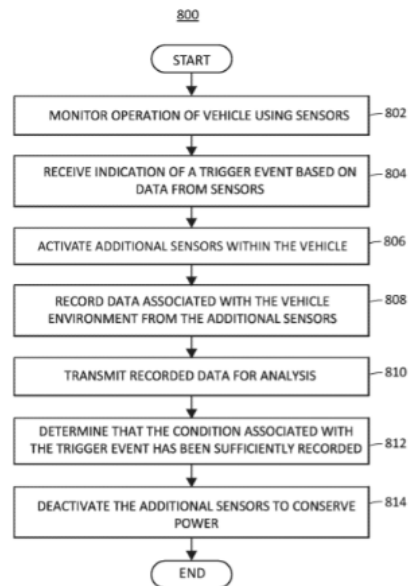 800
START
MONITOR OPERATION OF VEHICLE USING SENSORS
802
RECEIVE INDICATION OF A TRIGGER EVENT BASED ON
DATA FROM SENSORS
804
ACTIVATE ADDITIONAL SENSORS WITHIN THE VEHICLE
806
RECORD DATA ASSOCIATED WITH THE VEHICLE
ENVIRONMENT FROM THE ADDITIONAL SENSORS
808
TRANSMIT RECORDED DATA FOR ANALYSIS
810
DETERMINE THAT THE CONDITION ASSOCIATED WITH
THE TRIGGER EVENT HAS BEEN SUFFICIENTLY RECORDED
812
DEACTIVATE THE ADDITIONAL SENSORS TO CONSERVE
POWER
814
END